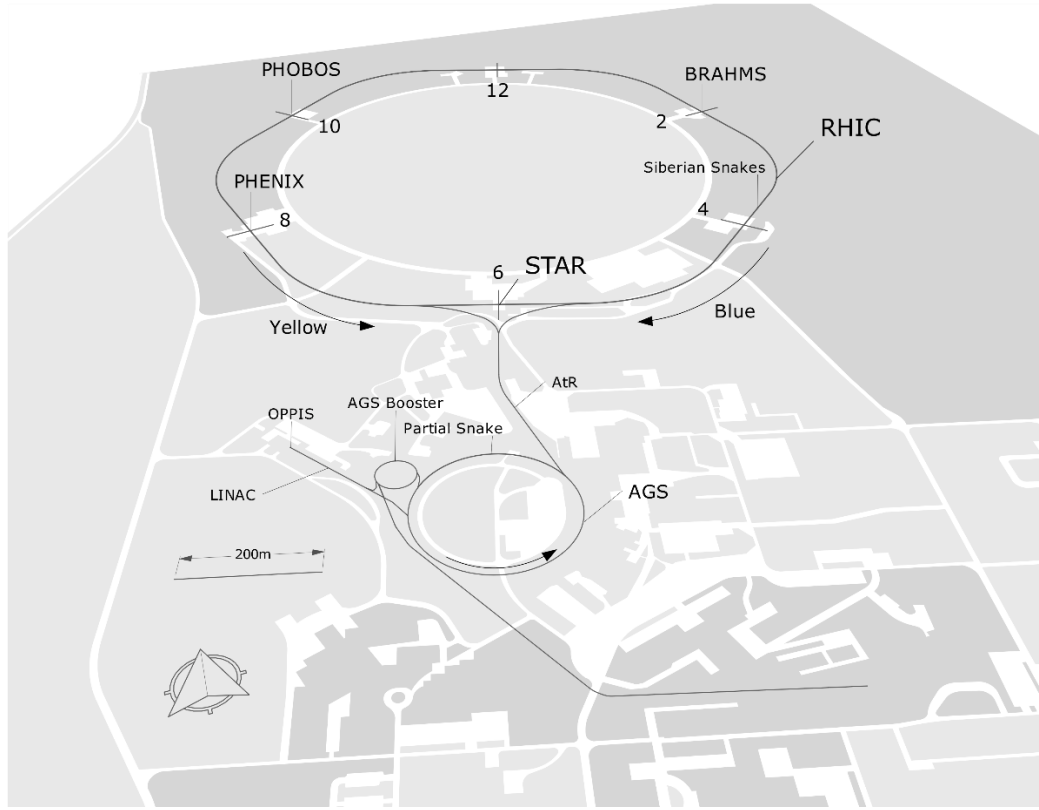 PHOBOS
12
BRAHMS
10
2
RHIC
PHENIX
Siberian Snakes
8
4
6
STAR
Yellow
Blue
AtR
AGS Booster
OPPIS
Partial Snake
LINAC
AGS
200m